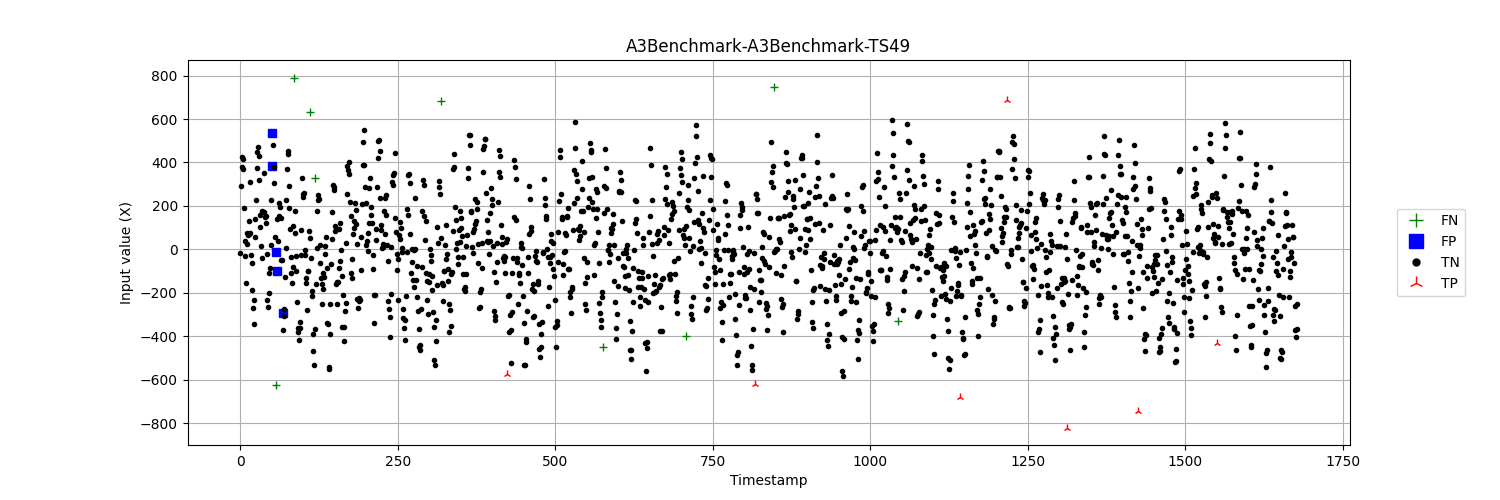 A3Benchmark-A3Benchmark-TS49
800
600
400
200
0
−200
−400
−600
−800
Input value (X)
0
250
500
750
1000
1250
1500
1750
Timestamp
FN
FP
TN
TP